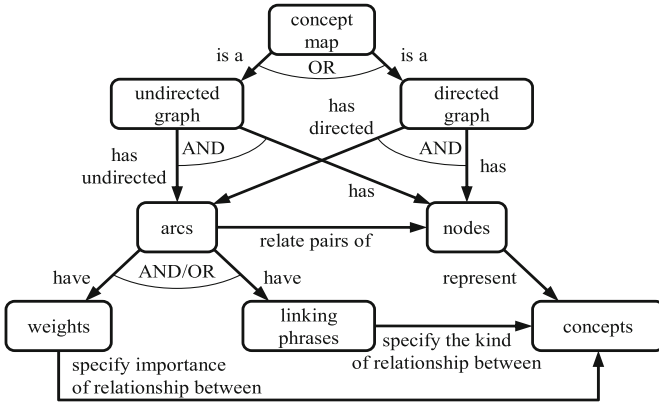 concept
map
is a
OR
is a
undirected
graph
directed
graph
has
directed
AND
AND
has
undirected
has
has
arcs
nodes
relate pairs of
have
AND/OR
have
represent
weights
linking
phrases
concepts
specify the kind
of relationship between
specify importance
of relationship between